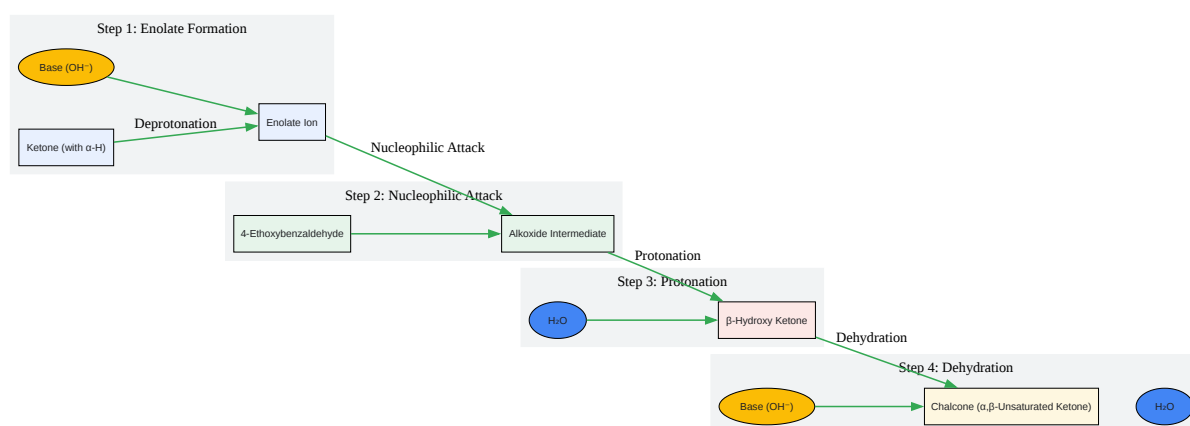 Step 1: Enolate Formation
Base (OH⁻)
Enolate Ion
Deprotonation
Ketone (with α-H)
Nucleophilic Attack
Step 2: Nucleophilic Attack
4-Ethoxybenzaldehyde
Alkoxide Intermediate
Protonation
Step 3: Protonation
H₂O
β-Hydroxy Ketone
Dehydration
Step 4: Dehydration
Base (OH⁻)
Chalcone (α,β-Unsaturated Ketone)
H₂O